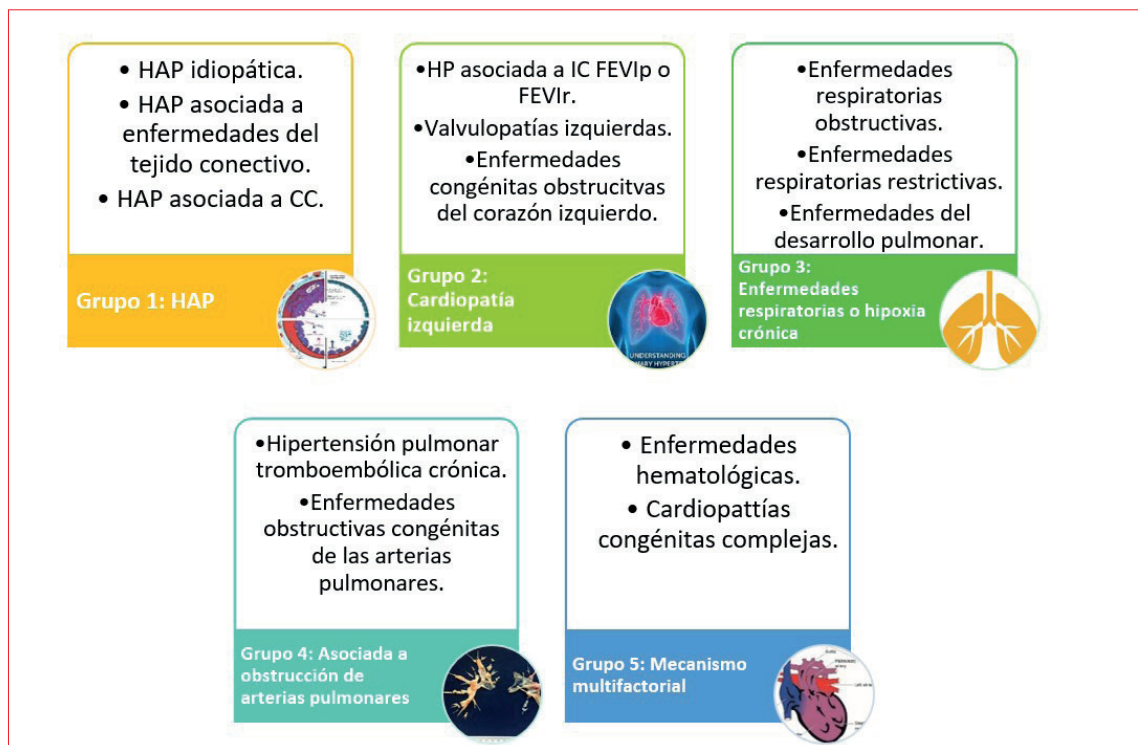 • HAP idiopática.
• HAP asociada a
enfermedades del
tejido conectivo.
• HAP asociada a CC.
Grupo 1: HAP
•HP asociada a IC FEVIp o
FEVIr.
•Valvulopatías izquierdas.
•Enfermedades
congénitas obstrucitvas
del corazón izquierdo.
Grupo 2:
Cardiopatía
izquierda
UNDERSTANDING
•Enfermedades
respiratorias
obstructivas.
•Enfermedades
respiratorias restrictivas.
•Enfermedades del
desarrollo pulmonar.
Grupo 3:
Enfermedades
respiratorias o hipoxia
crónica
•Hipertensión pulmonar
tromboembólica crónica.
•Enfermedades
obstructivas congénitas
de las arterias
pulmonares.
Grupo 4: Asociada a
obstrucción de
arterias pulmonares
• Enfermedades
hematológicas.
• Cardiopattías
congénitas complejas.
Grupo 5: Mecanismo
multifactorial